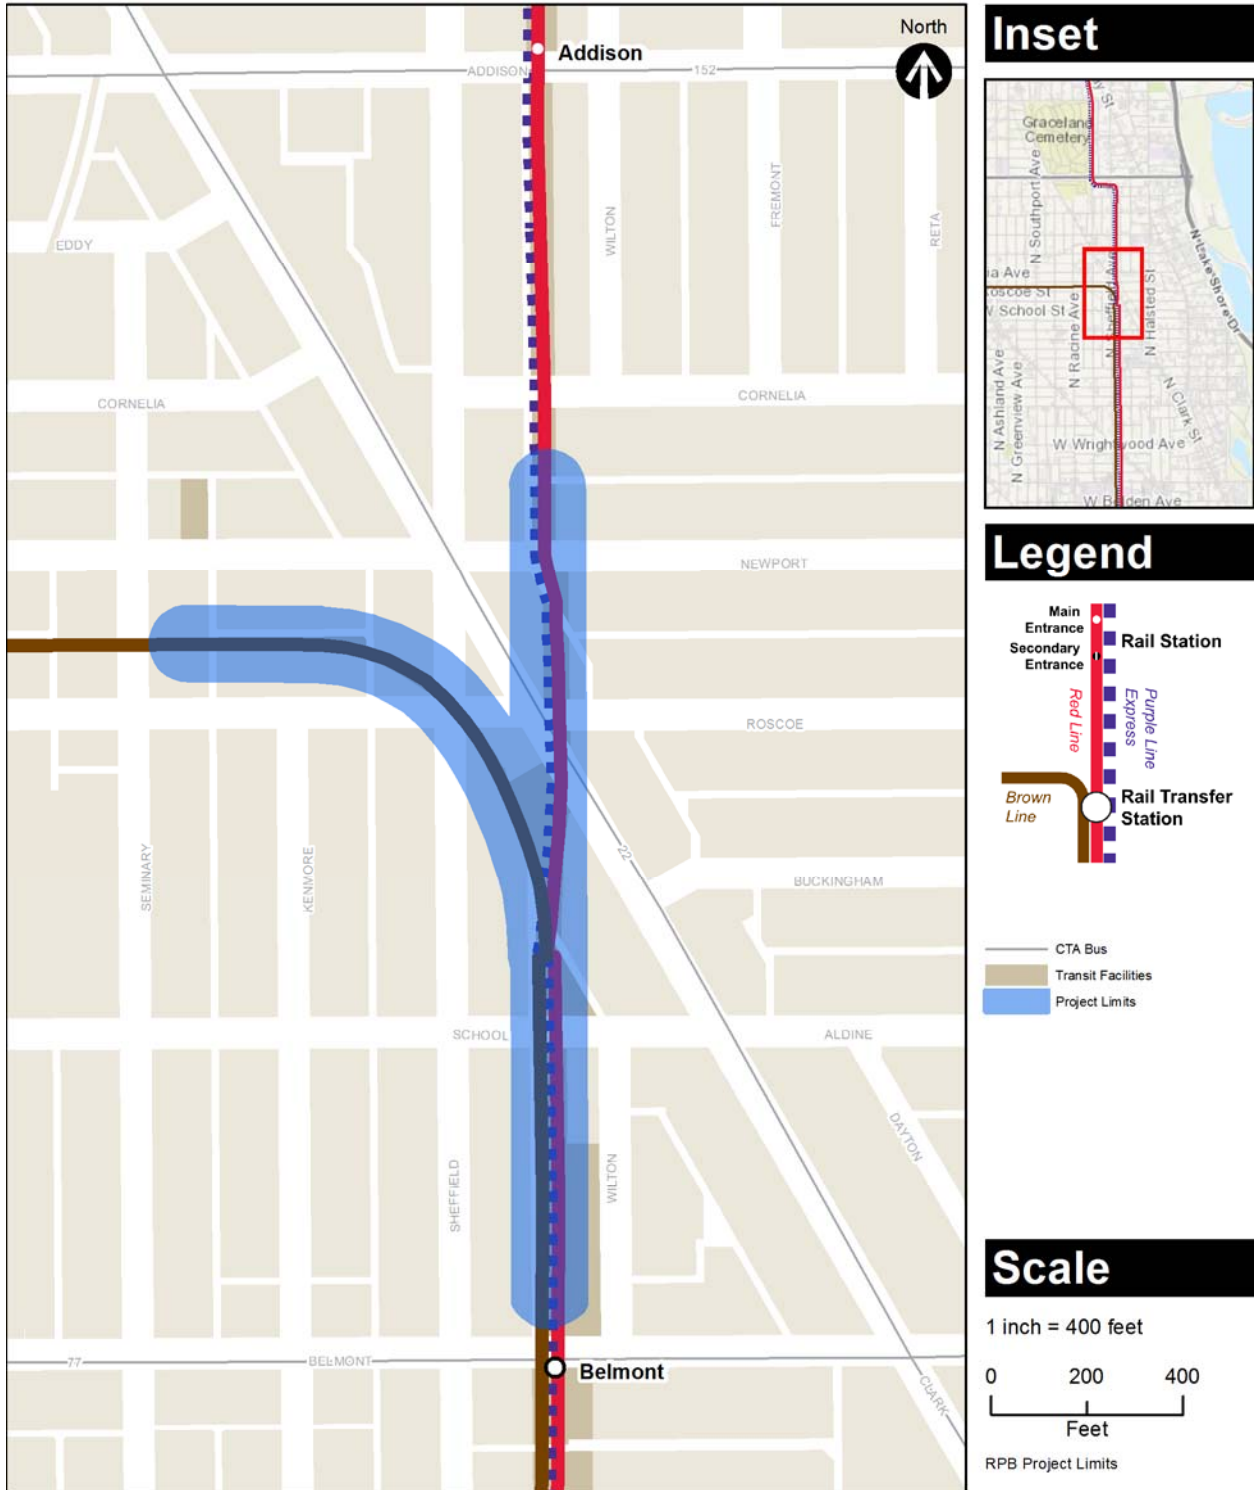 North
Addison
ADDISON
152
FREMONT
WILTON
RETA
EDDY
CORNELIA
CORNELIA
NEWPORT
ROSCOE
22
SEMINARY
KENMORE
BUCKINGHAM
SCHOOL
ALDINE
DAYTON
SHEFFIELD
WILTON
77
BELMONT
Belmont
CLARK
Inset
Graceland
Cemetery
N Southport Ave
N Lake Shore Dr
N Sheffield Ave
N Halsted St
W School St
N Racine Ave
N Ashland Ave
N Greenview Ave
N Clark St
W Wrightwood Ave
W Belden Ave
Legend
Main
Entrance
Secondary
Entrance
Rail Station
Red Line
Purple Line
Express
Brown
Line
Rail Transfer
Station
CTA Bus
Transit Facilities
Project Limits
Scale
1 inch = 400 feet
0 200 400
Feet
RPB Project Limits